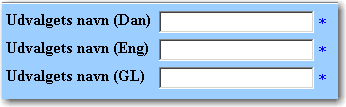 Udvalgets navn (Dan) *
Udvalgets navn (Eng) *
Udvalgets navn (GL) *